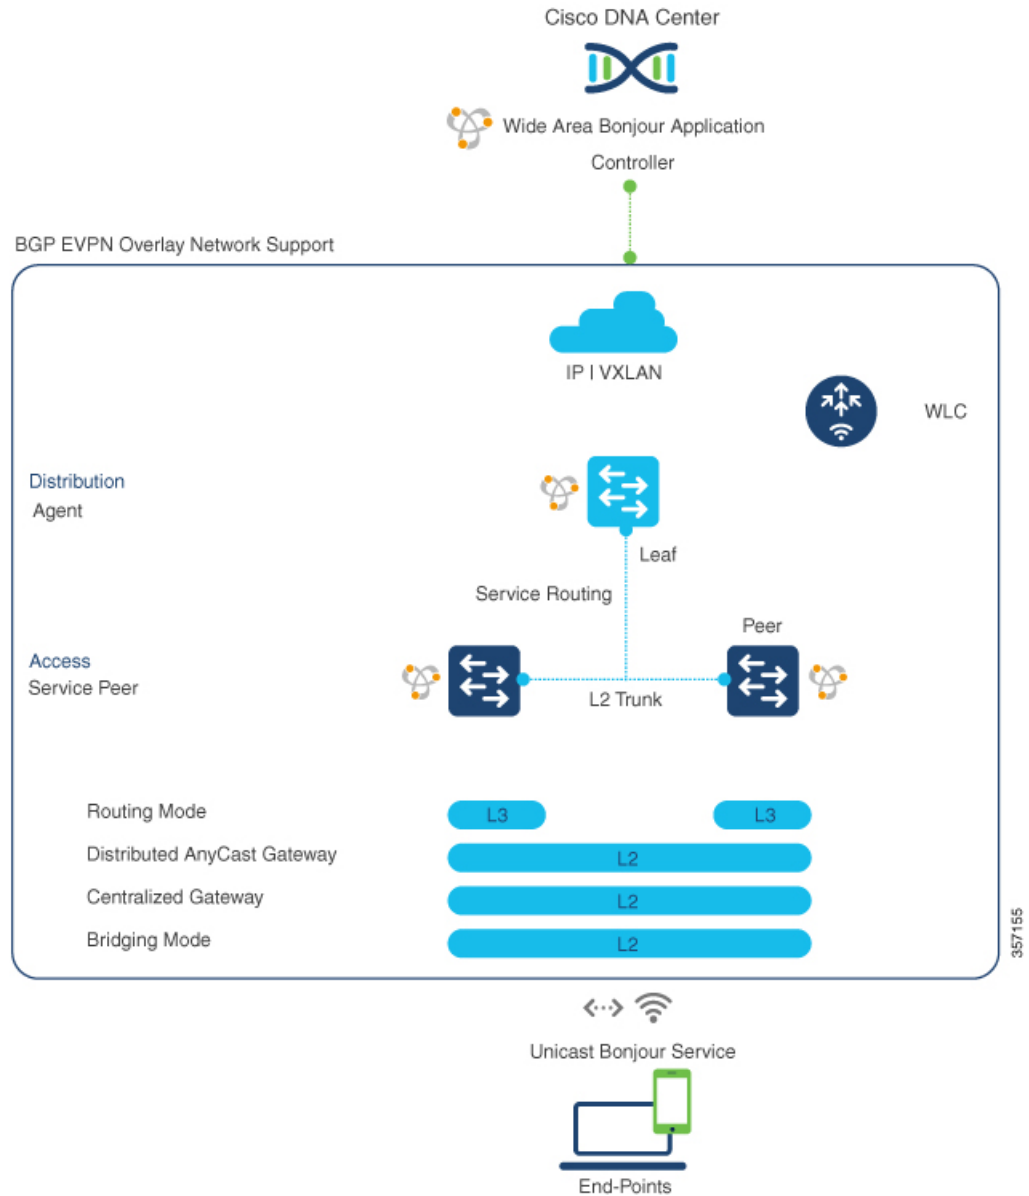 Cisco DNA Center
Wide Area Bonjour Application
Controller
BGP EVPN Overlay Network Support
IP | VXLAN
WLC
Distribution
Agent
Leaf
Service Routing
Peer
Access
Service Peer
L2 Trunk
Routing Mode
L3
L3
Distributed AnyCast Gateway
L2
Centralized Gateway
L2
Bridging Mode
L2
357155
Unicast Bonjour Service
End-Points